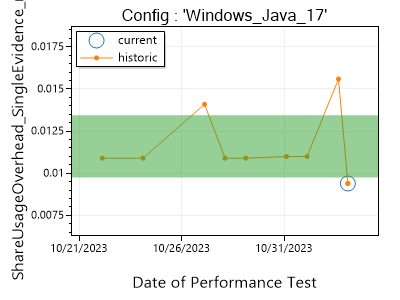 Config : 'Windows_Java_17'
ShareUsageOverhead_SingleEvidence_
0.0175
0.015
0.0125
0.01
0.0075
current
historic
10/21/2023
10/26/2023
10/31/2023
Date of Performance Test